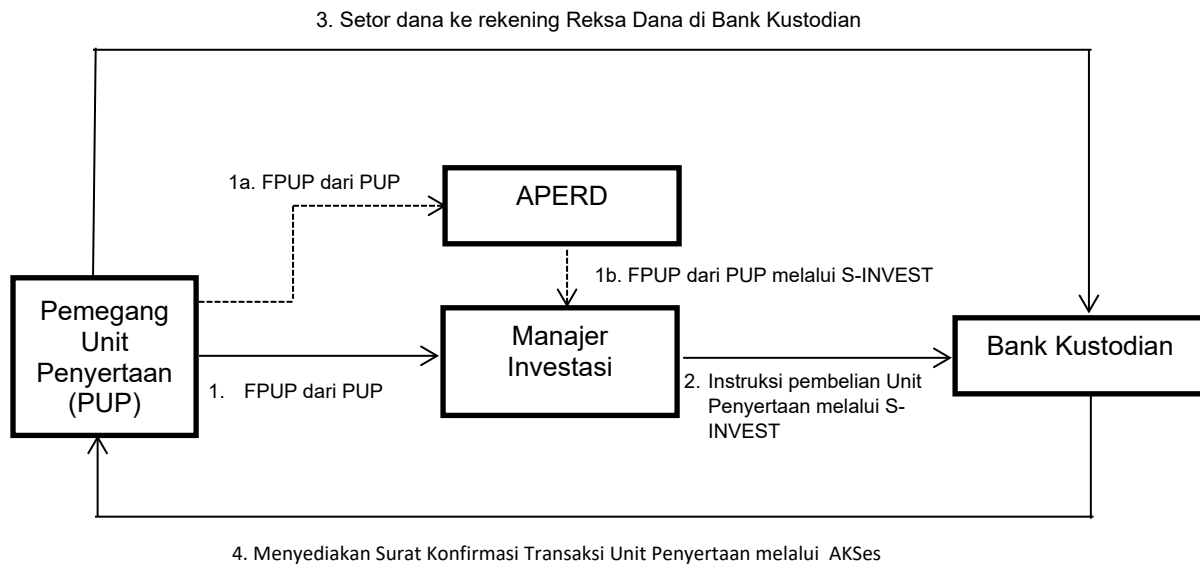 3. Setor dana ke rekening Reksa Dana di Bank Kustodian
1a. FPUP dari PUP
APERD
1b. FPUP dari PUP melalui S-INVEST
Pemegang
Unit
Penyertaan
(PUP)
Manajer
Investasi
Bank Kustodian
1. FPUP dari PUP
2. Instruksi pembelian Unit
Penyertaan melalui S-
INVEST
4. Menyediakan Surat Konfirmasi Transaksi Unit Penyertaan melalui AKSes